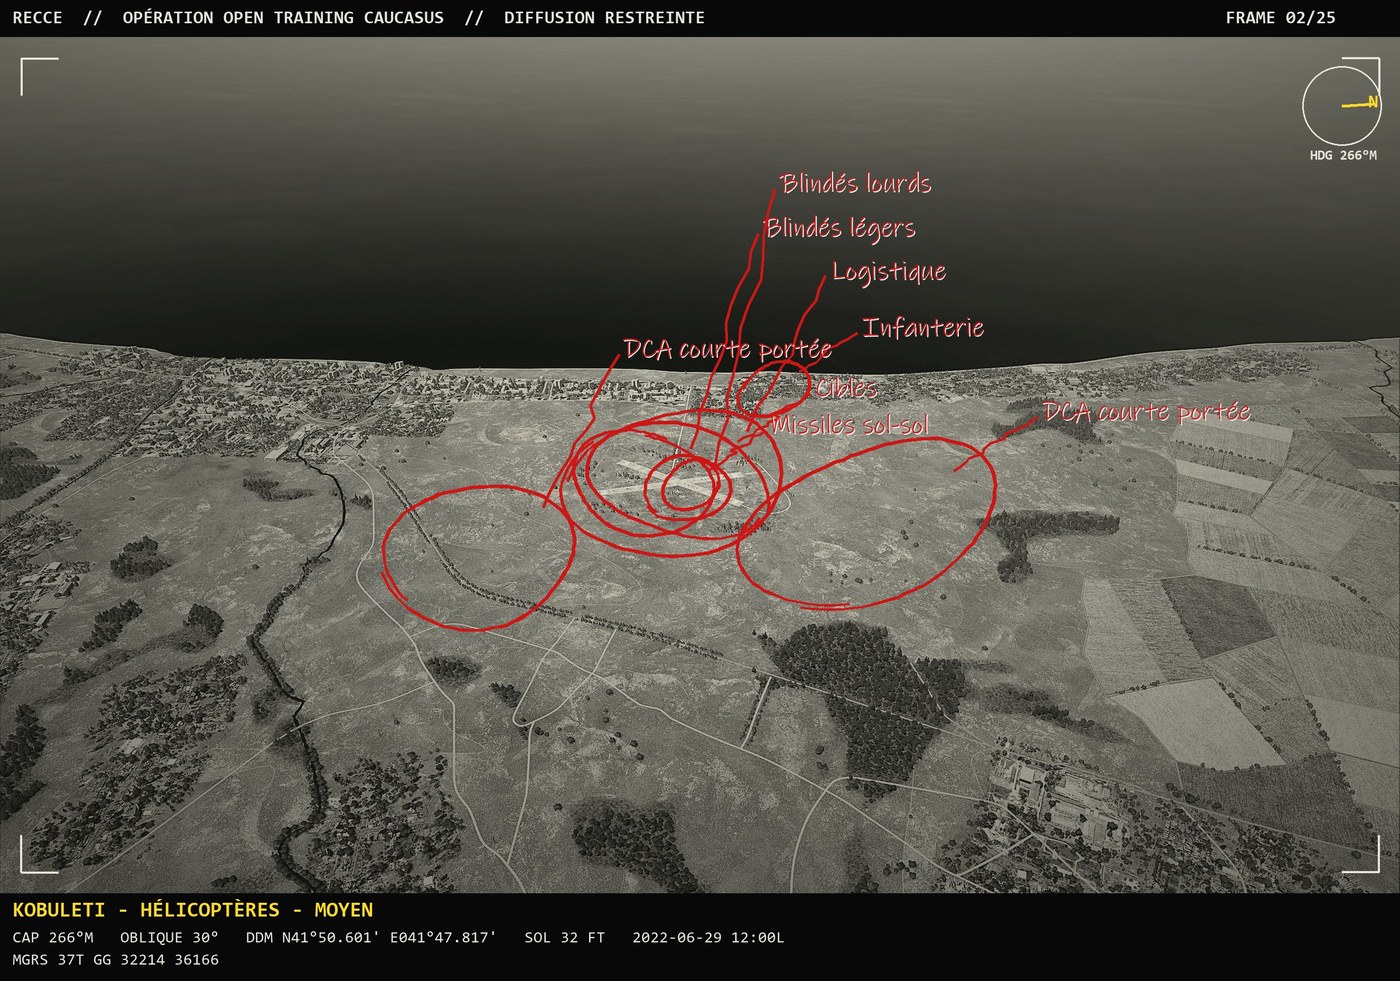 RECCE // OPÉRATION OPEN TRAINING CAUCASUS // DIFFUSION RESTREINTE
FRAME 02/25
N
HDG 266°M
Blindés lourds
Blindés légers
Logistique
Infanterie
DCA courte portée
Cibles
DCA courte portée
Missiles sol-sol
KOBULETI - HÉLICOPTÈRES - MOYEN
CAP 266°M OBLIQUE 30° DDM N41°50.601' E041°47.817' SOL 32 FT 2022-06-29 12:00L
MGRS 37T GG 32214 36166